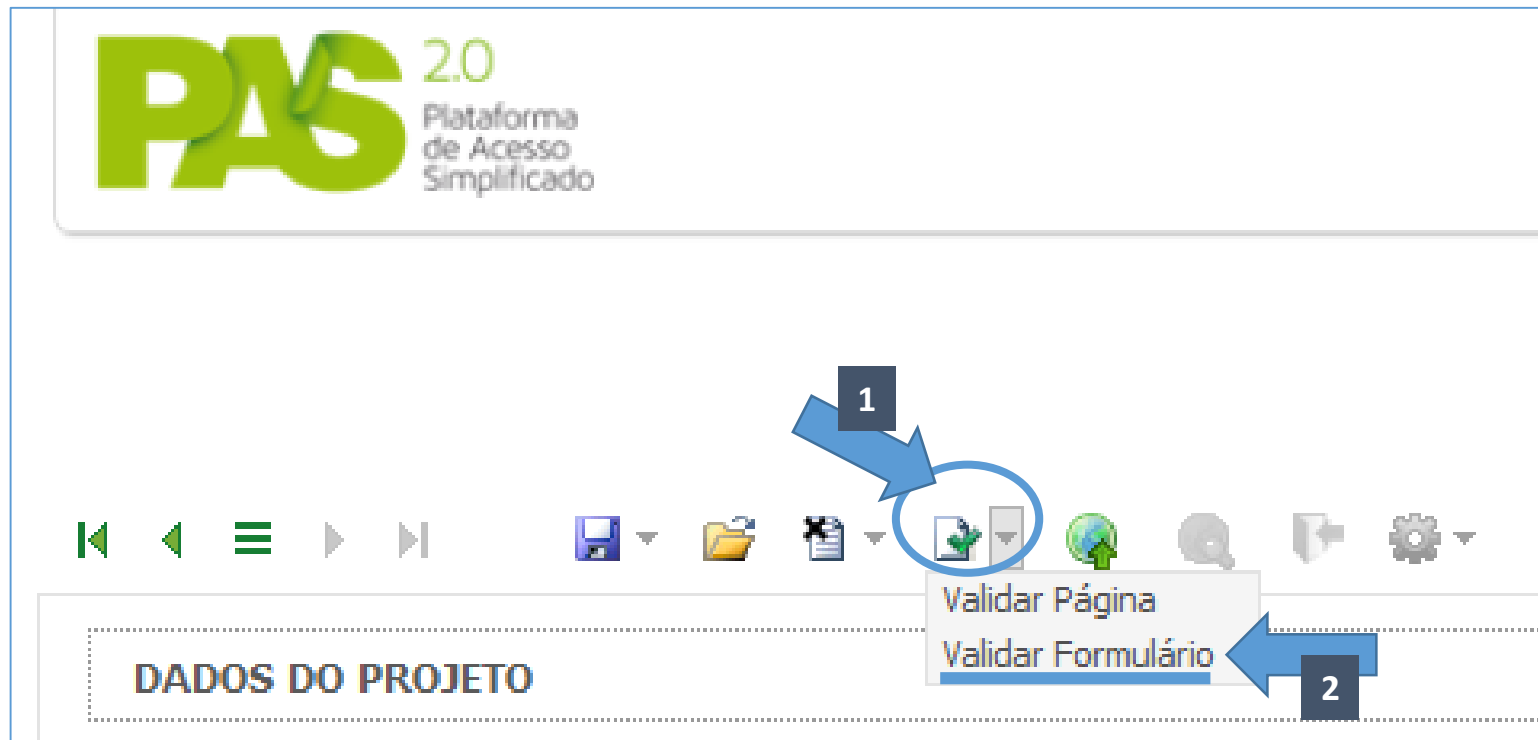 PAS
2.0
Plataforma
de Acesso
Simplificado
1
Validar Página
Validar Formulário
2
DADOS DO PROJETO